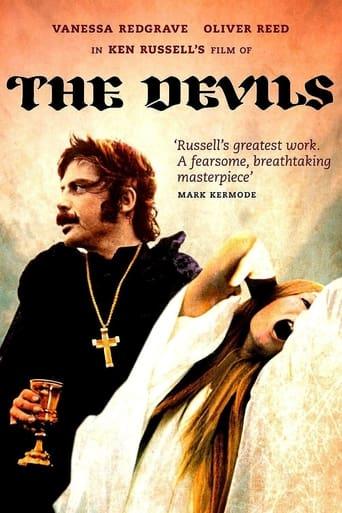 VANESSA REDGRAVE OLIVER REED
IN KEN RUSSELL'S FILM OF
THE DEVILS
'Russell's greatest work.
A fearsome, breathtaking
masterpiece'
MARK KERMODE